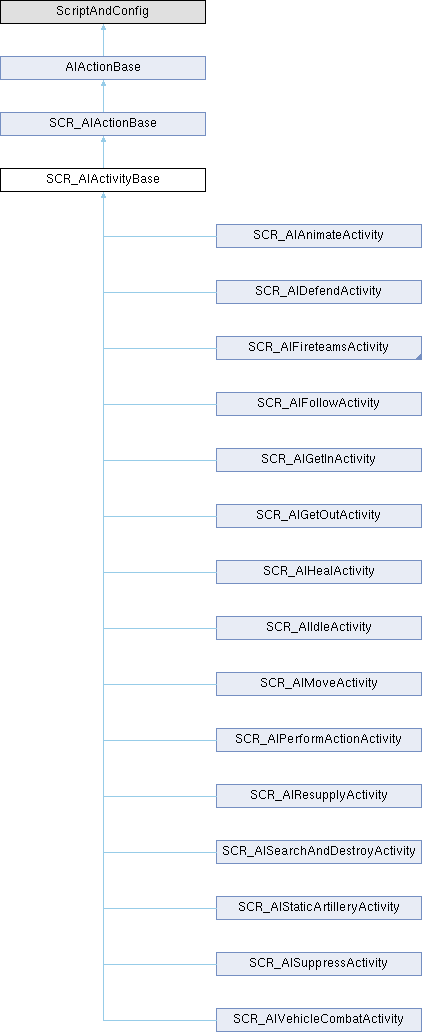 ScriptAndConfig
AIActionBase
SCR_AIActionBase
SCR_AIActivityBase
SCR_AIAnimateActivity
SCR_AIDefendActivity
SCR_AIFireteamsActivity
SCR_AIFollowActivity
SCR_AIGetInActivity
SCR_AIGetOutActivity
SCR_AIHealActivity
SCR_AIIdleActivity
SCR_AIMoveActivity
SCR_AIPerformActionActivity
SCR_AIResupplyActivity
SCR_AISearchAndDestroyActivity
SCR_AIStaticArtilleryActivity
SCR_AISuppressActivity
SCR_AIVehicleCombatActivity